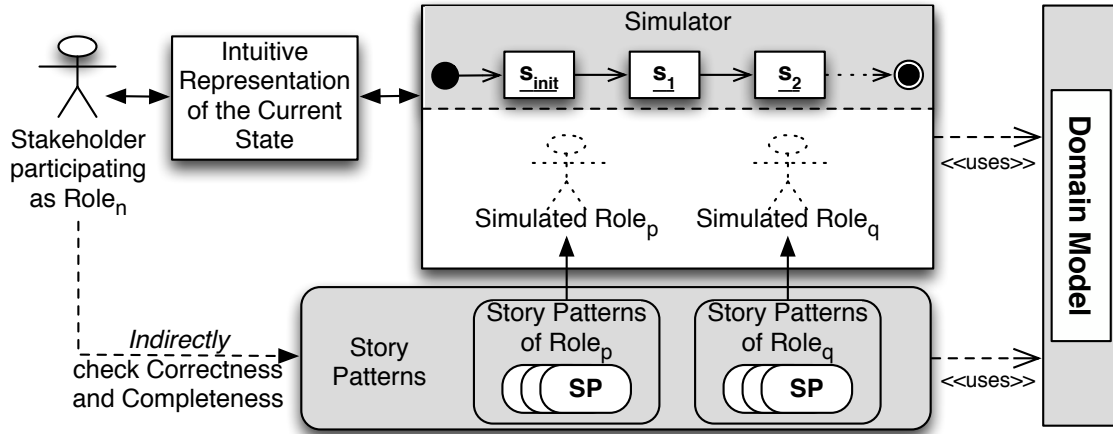 Simulator
Intuitive
Representation
of the Current
State
s_init
s_1
s_2
Stakeholder
participating
as Role_n
<<uses>>
Domain Model
Simulated Role_p
Simulated Role_q
Story Patterns
of Role_p
SP
Story Patterns
of Role_q
SP
Story
Patterns
Indirectly
check Correctness
and Completeness
<<uses>>